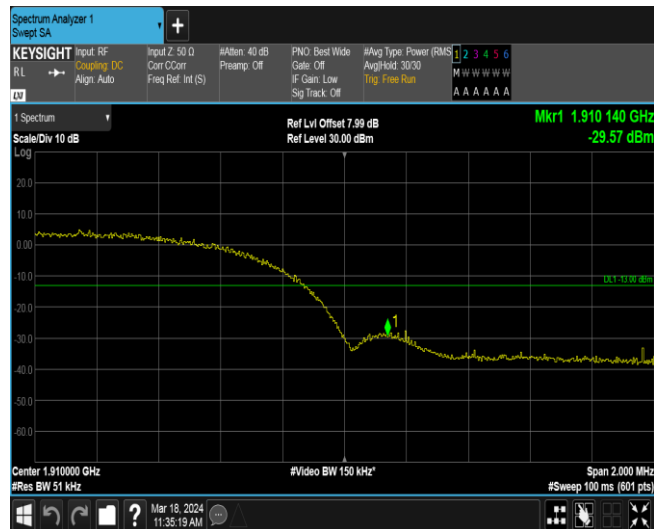 Spectrum Analyzer 1
Swept SA
+
KEYSIGHT
RL
LXI
Input: RF
Coupling: DC
Align: Auto
Input Z: 50 Ω
Corr CCorr
Freq Ref: Int (S)
#Atten: 40 dB
Preamp: Off
PNO: Best Wide
Gate: Off
IF Gain: Low
Sig Track: Off
#Avg Type: Power (RMS
Avg|Hold: 30/30
Trig: Free Run
1 2 3 4 5 6
M W W W W W
A A A A A A
1 Spectrum
Scale/Div 10 dB
Log
Ref Lvl Offset 7.99 dB
Ref Level 30.00 dBm
Mkr1 1.910 140 GHz
-29.57 dBm
20.0
10.0
0.00
-10.0
-20.0
-30.0
-40.0
-50.0
-60.0
DL1 -13.00 dBm
1
Center 1.910000 GHz
#Res BW 51 kHz
#Video BW 150 kHz*
Span 2.000 MHz
#Sweep 100 ms (601 pts)
?
Mar 18, 2024
11:35:19 AM